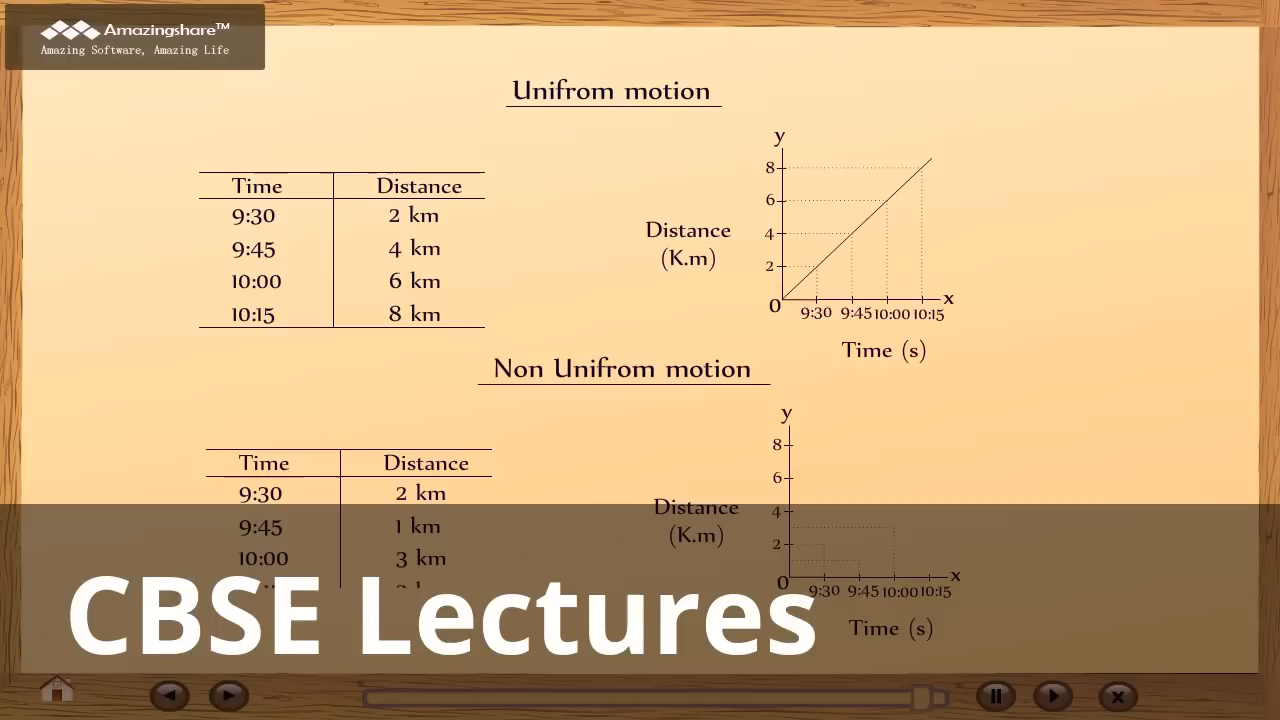 Amazingshare™
Amazing Software, Amazing Life
Unifrom motion
Time Distance
9:30 2 km
9:45 4 km
10:00 6 km
10:15 8 km
y
8
6
4
2
0
Distance
(K.m)
9:30 9:45 10:00 10:15 x
Time (s)
Non Unifrom motion
Time Distance
9:30 2 km
9:45 1 km
10:00 3 km
y
8
6
4
2
0
Distance
(K.m)
9:30 9:45 10:00 10:15 x
Time (s)
CBSE Lectures